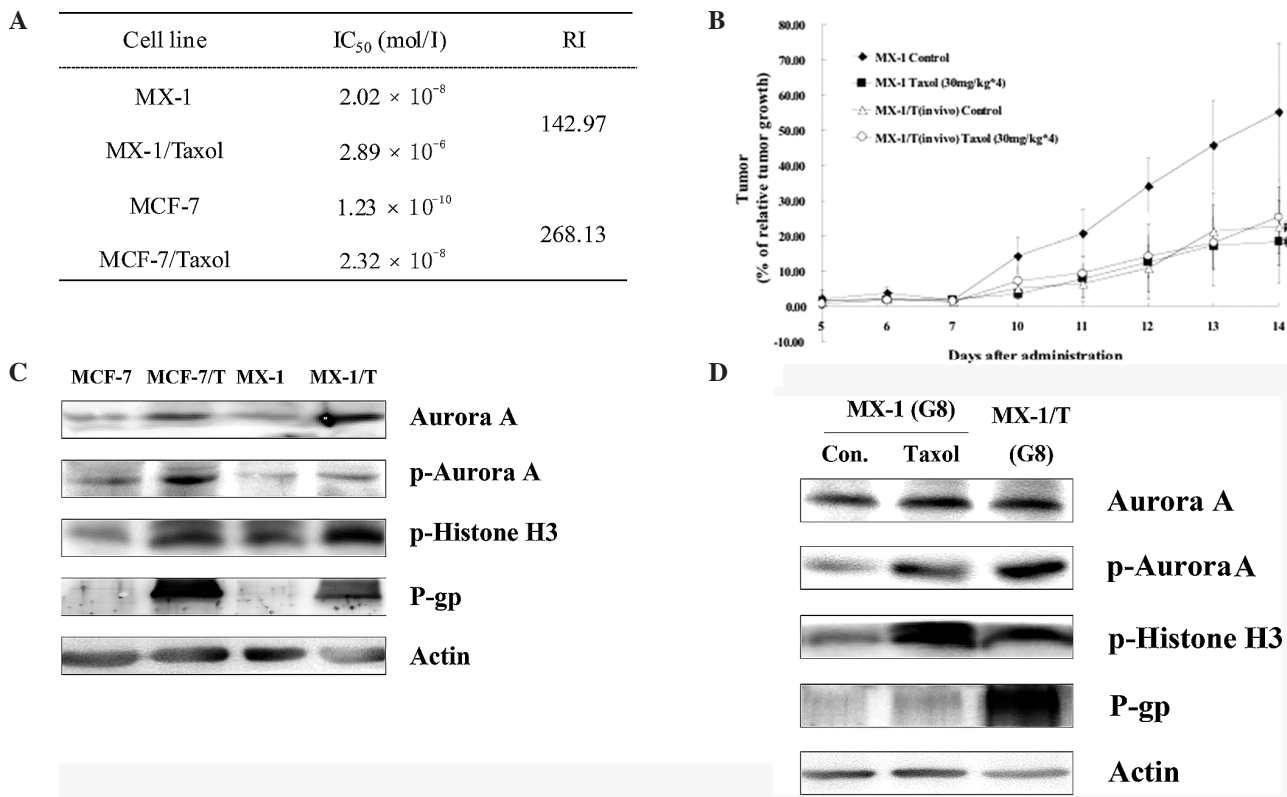 A
Cell line IC50 (mol/I) RI
MX-1 2.02 × 10⁻⁸
142.97
MX-1/Taxol 2.89 × 10⁻⁶
MCF-7 1.23 × 10⁻¹⁰
268.13
MCF-7/Taxol 2.32 × 10⁻⁸
B
Tumor
(% of relative tumor growth)
80.00
70.00
60.00
50.00
40.00
30.00
20.00
10.00
0.00
-10.00
MX-1 Control
MX-1 Taxol (30mg/kg*4)
MX-1/T(in vivo) Control
MX-1/T(in vivo) Taxol (30mg/kg*4)
5 6 7 10 11 12 13 14
Days after administration
C
MCF-7 MCF-7/T MX-1 MX-1/T
Aurora A
p-Aurora A
p-Histone H3
P-gp
Actin
D
MX-1 (G8) MX-1/T
Con. Taxol (G8)
Aurora A
p-Aurora A
p-Histone H3
P-gp
Actin